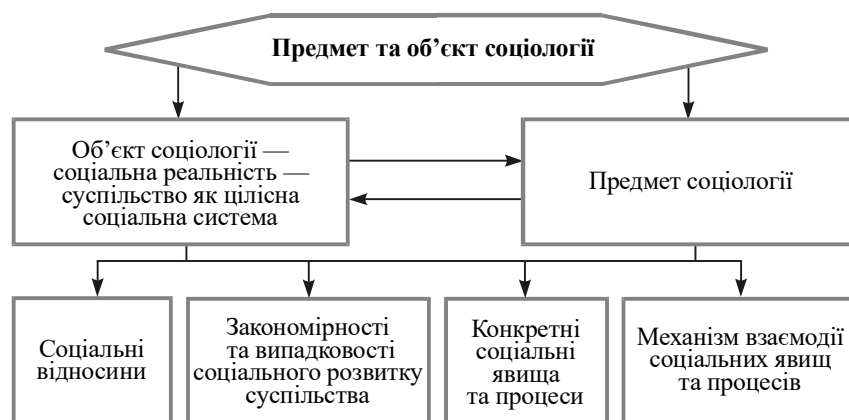 Предмет та об’єкт соціології
Об’єкт соціології —
соціальна реальність —
суспільство як цілісна
соціальна система
Предмет соціології
Соціальні
відносини
Закономірності
та випадковості
соціального розвитку
суспільства
Конкретні
соціальні
явища
та процеси
Механізм взаємодії
соціальних явищ
та процесів